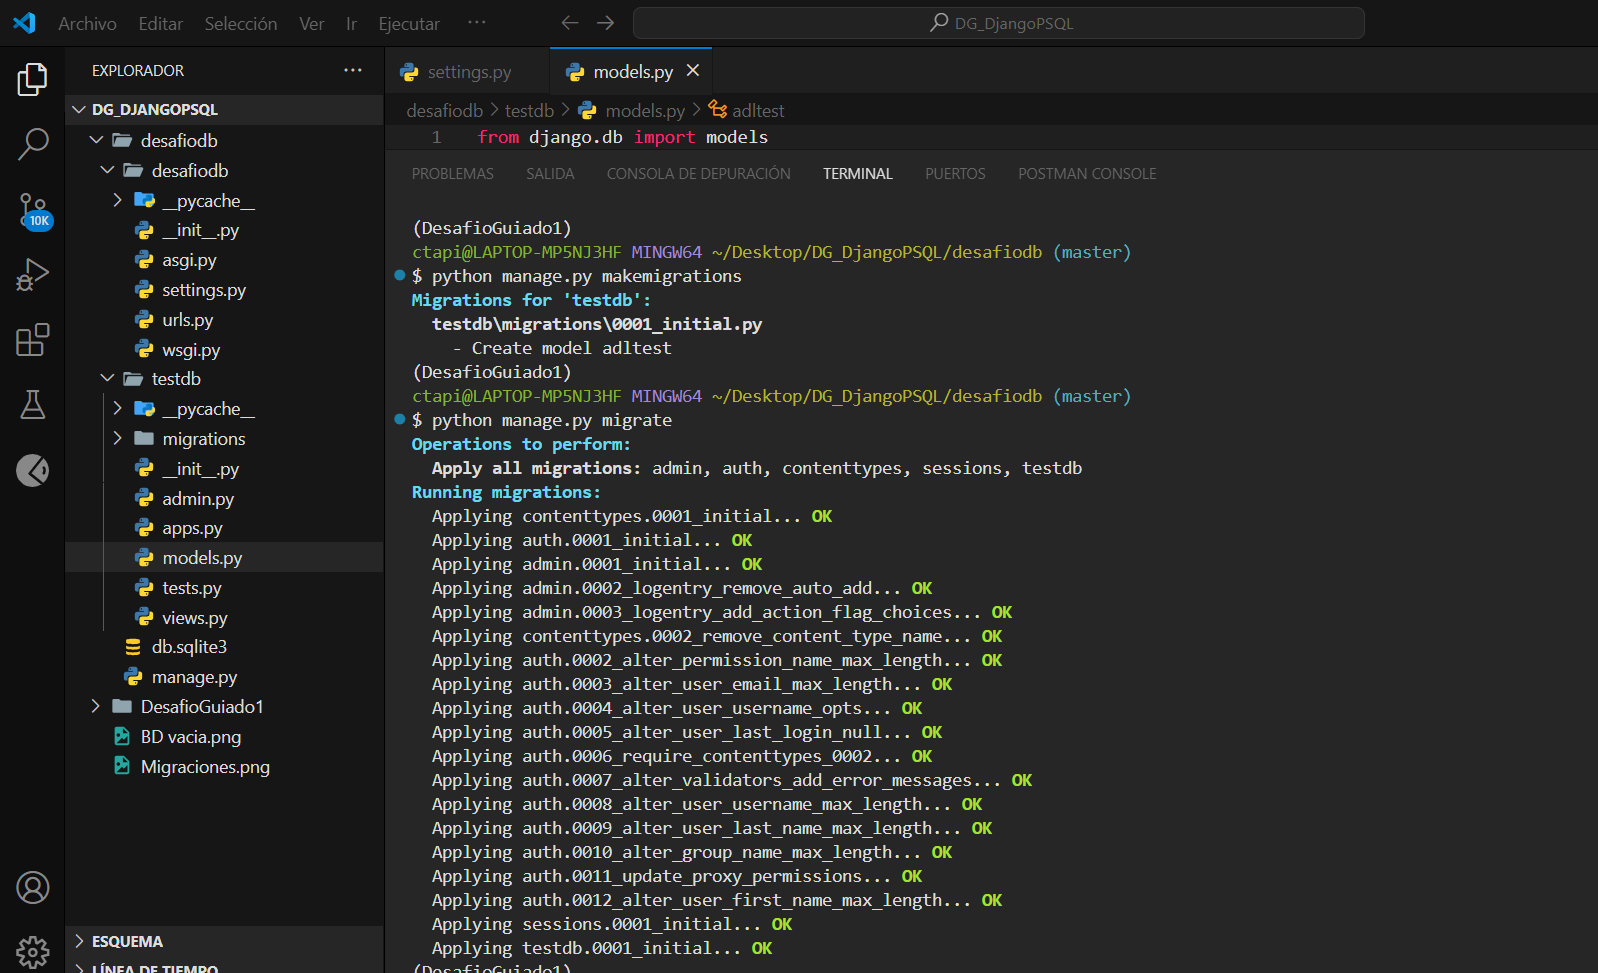 Archivo Editar Selección Ver Ir Ejecutar ··· DG_DjangoPSQL
EXPLORADOR ···
DG_DJANGOPSQL
desafiodb
desafiodb
__pycache__
__init__.py
asgi.py
settings.py
urls.py
wsgi.py
testdb
__pycache__
migrations
__init__.py
admin.py
apps.py
models.py
tests.py
views.py
db.sqlite3
manage.py
DesafioGuiado1
BD vacia.png
Migraciones.png
ESQUEMA
LÍNEA DE TIEMPO
10K
settings.py models.py
desafiodb > testdb > models.py > adltest
1 from django.db import models
PROBLEMAS SALIDA CONSOLA DE DEPURACIÓN TERMINAL PUERTOS POSTMAN CONSOLE
(DesafioGuiado1)
ctapi@LAPTOP-MP5NJ3HF MINGW64 ~/Desktop/DG_DjangoPSQL/desafiodb (master)
$ python manage.py makemigrations
Migrations for 'testdb':
testdb\migrations\0001_initial.py
- Create model adltest
(DesafioGuiado1)
ctapi@LAPTOP-MP5NJ3HF MINGW64 ~/Desktop/DG_DjangoPSQL/desafiodb (master)
$ python manage.py migrate
Operations to perform:
Apply all migrations: admin, auth, contenttypes, sessions, testdb
Running migrations:
Applying contenttypes.0001_initial... OK
Applying auth.0001_initial... OK
Applying admin.0001_initial... OK
Applying admin.0002_logentry_remove_auto_add... OK
Applying admin.0003_logentry_add_action_flag_choices... OK
Applying contenttypes.0002_remove_content_type_name... OK
Applying auth.0002_alter_permission_name_max_length... OK
Applying auth.0003_alter_user_email_max_length... OK
Applying auth.0004_alter_user_username_opts... OK
Applying auth.0005_alter_user_last_login_null... OK
Applying auth.0006_require_contenttypes_0002... OK
Applying auth.0007_alter_validators_add_error_messages... OK
Applying auth.0008_alter_user_username_max_length... OK
Applying auth.0009_alter_user_last_name_max_length... OK
Applying auth.0010_alter_group_name_max_length... OK
Applying auth.0011_update_proxy_permissions... OK
Applying auth.0012_alter_user_first_name_max_length... OK
Applying sessions.0001_initial... OK
Applying testdb.0001_initial... OK
(DesafioGuiado1)